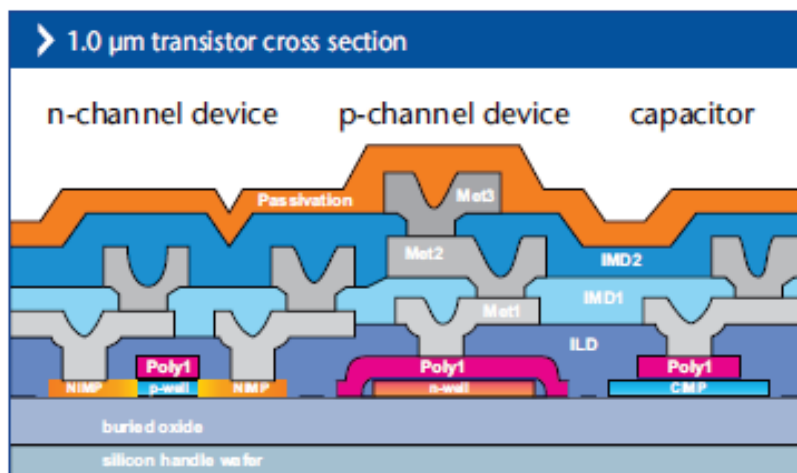 1.0 µm transistor cross section
n-channel device p-channel device capacitor
Passivation Met3
Met2 IMD2
IMD1
Met1
ILD
Poly1 Poly1 Poly1
NIMP p-well NIMP n-well CIMP
buried oxide
silicon handle wafer